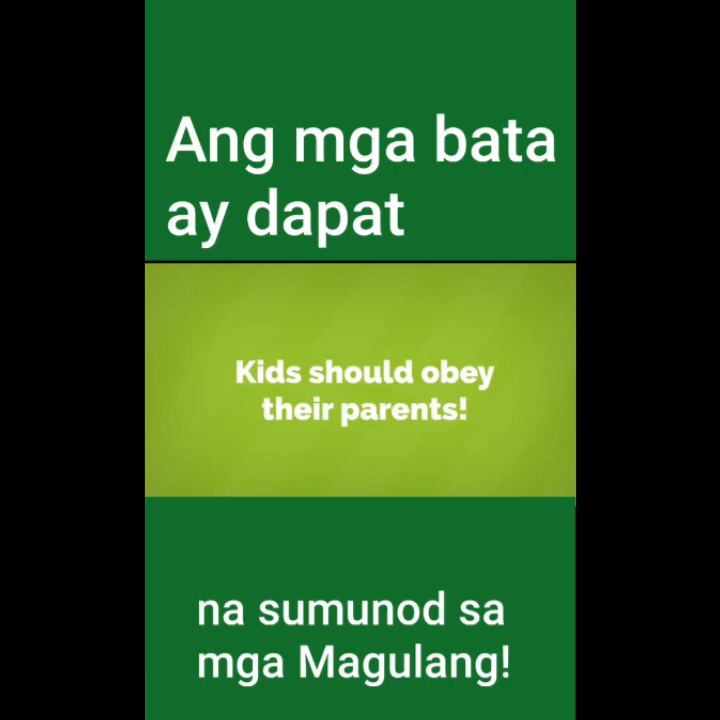 Ang mga bata
ay dapat
Kids should obey
their parents!
na sumunod sa
mga Magulang!